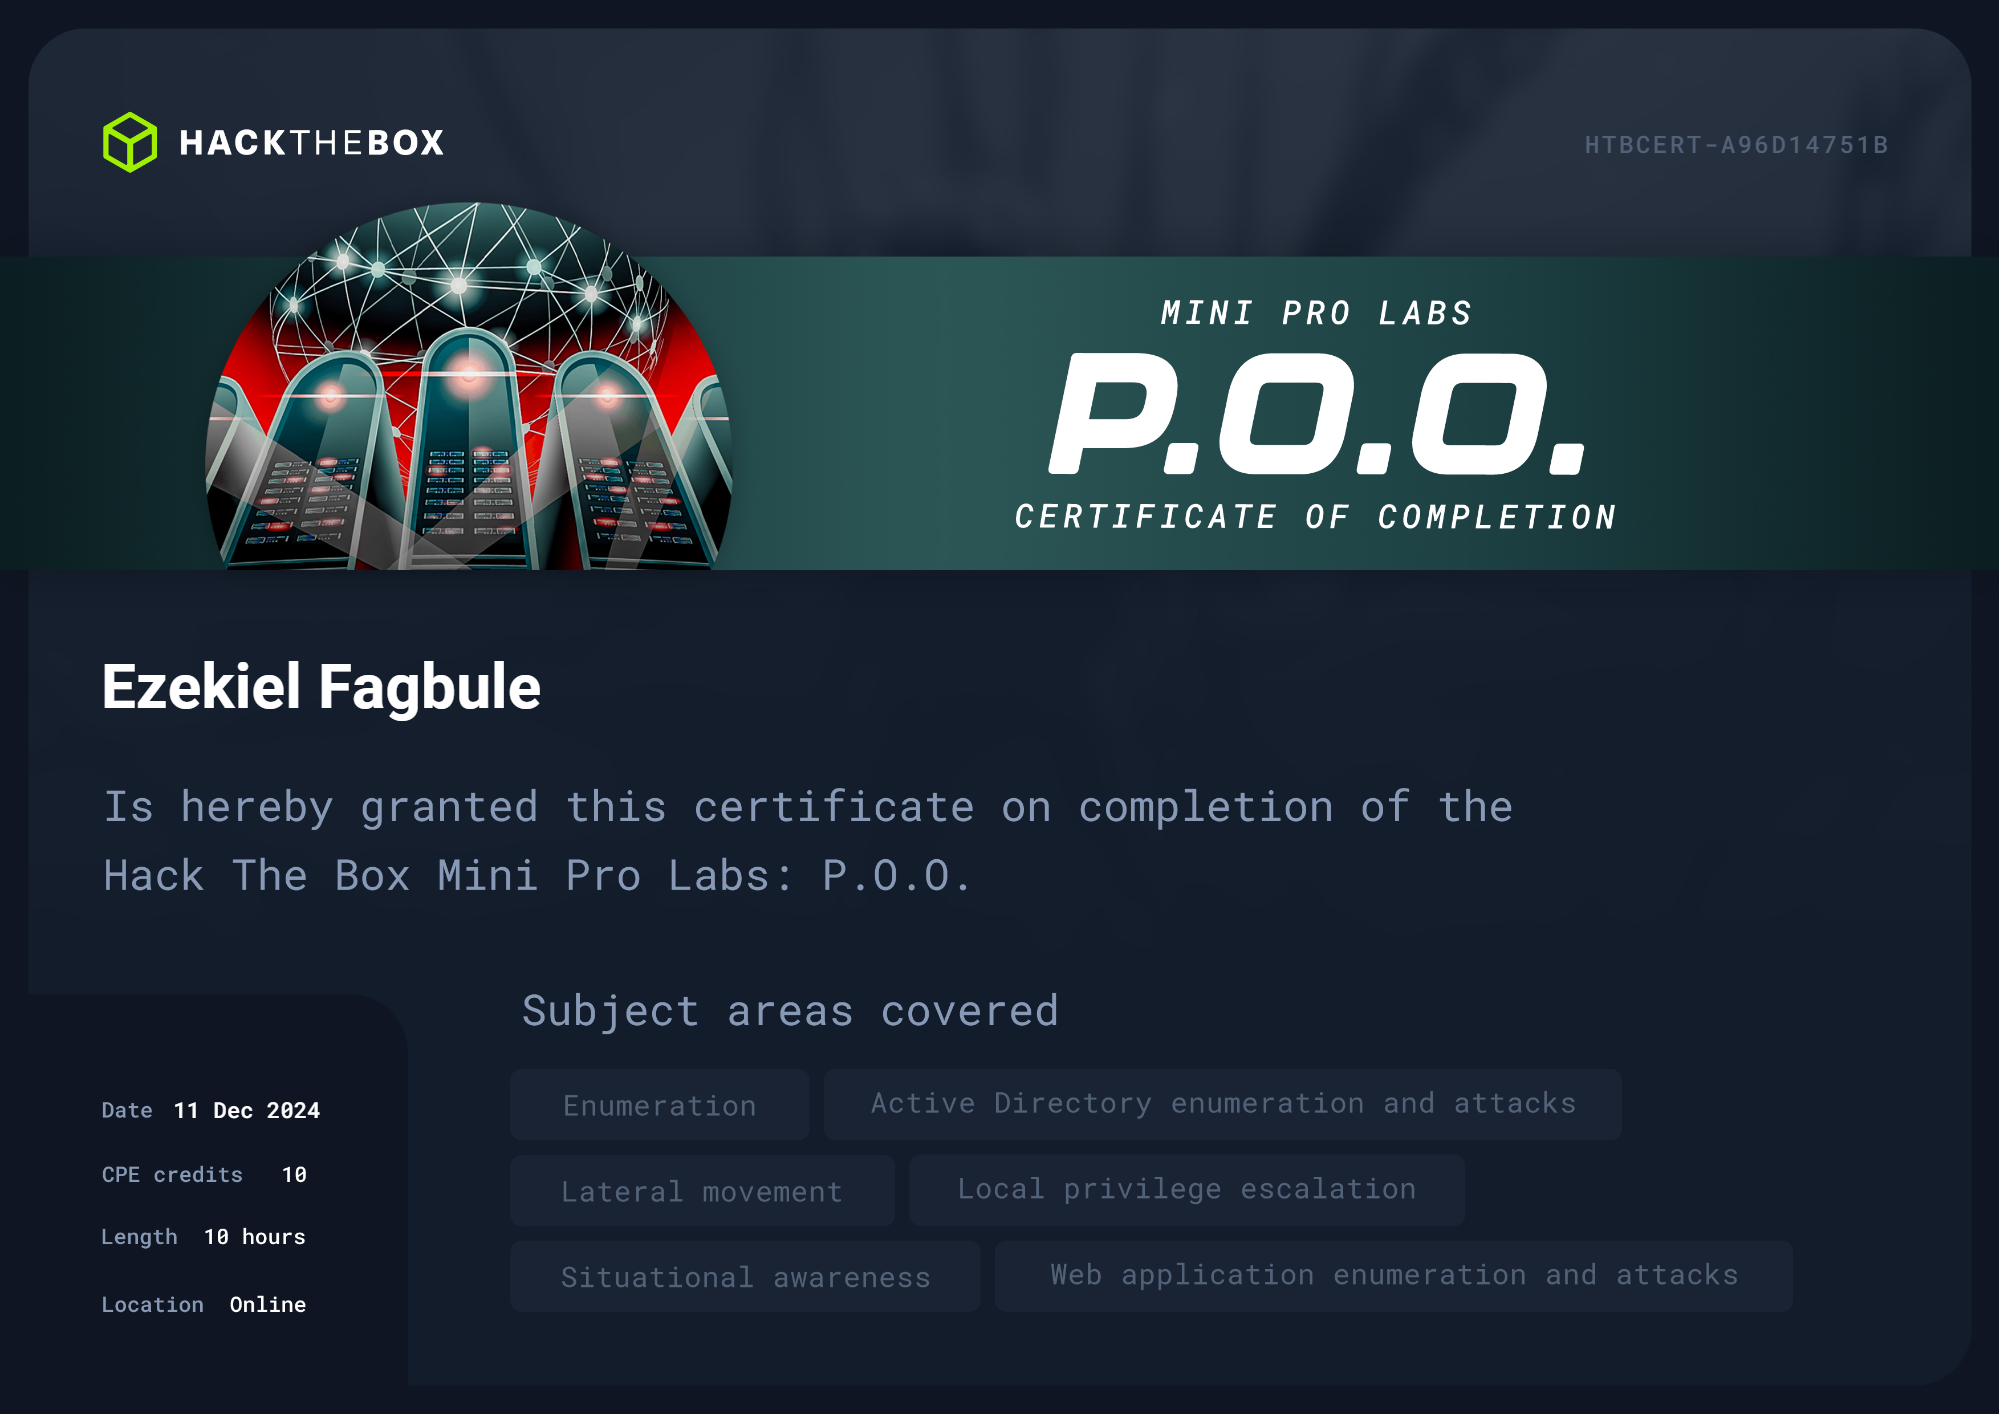 HACKTHEBOX
HTBCERT-A96D14751B
MINI PRO LABS
P.O.O.
CERTIFICATE OF COMPLETION
Ezekiel Fagbule
Is hereby granted this certificate on completion of the
Hack The Box Mini Pro Labs: P.O.O.
Subject areas covered
Enumeration
Active Directory enumeration and attacks
Lateral movement
Local privilege escalation
Situational awareness
Web application enumeration and attacks
Date 11 Dec 2024
CPE credits 10
Length 10 hours
Location Online